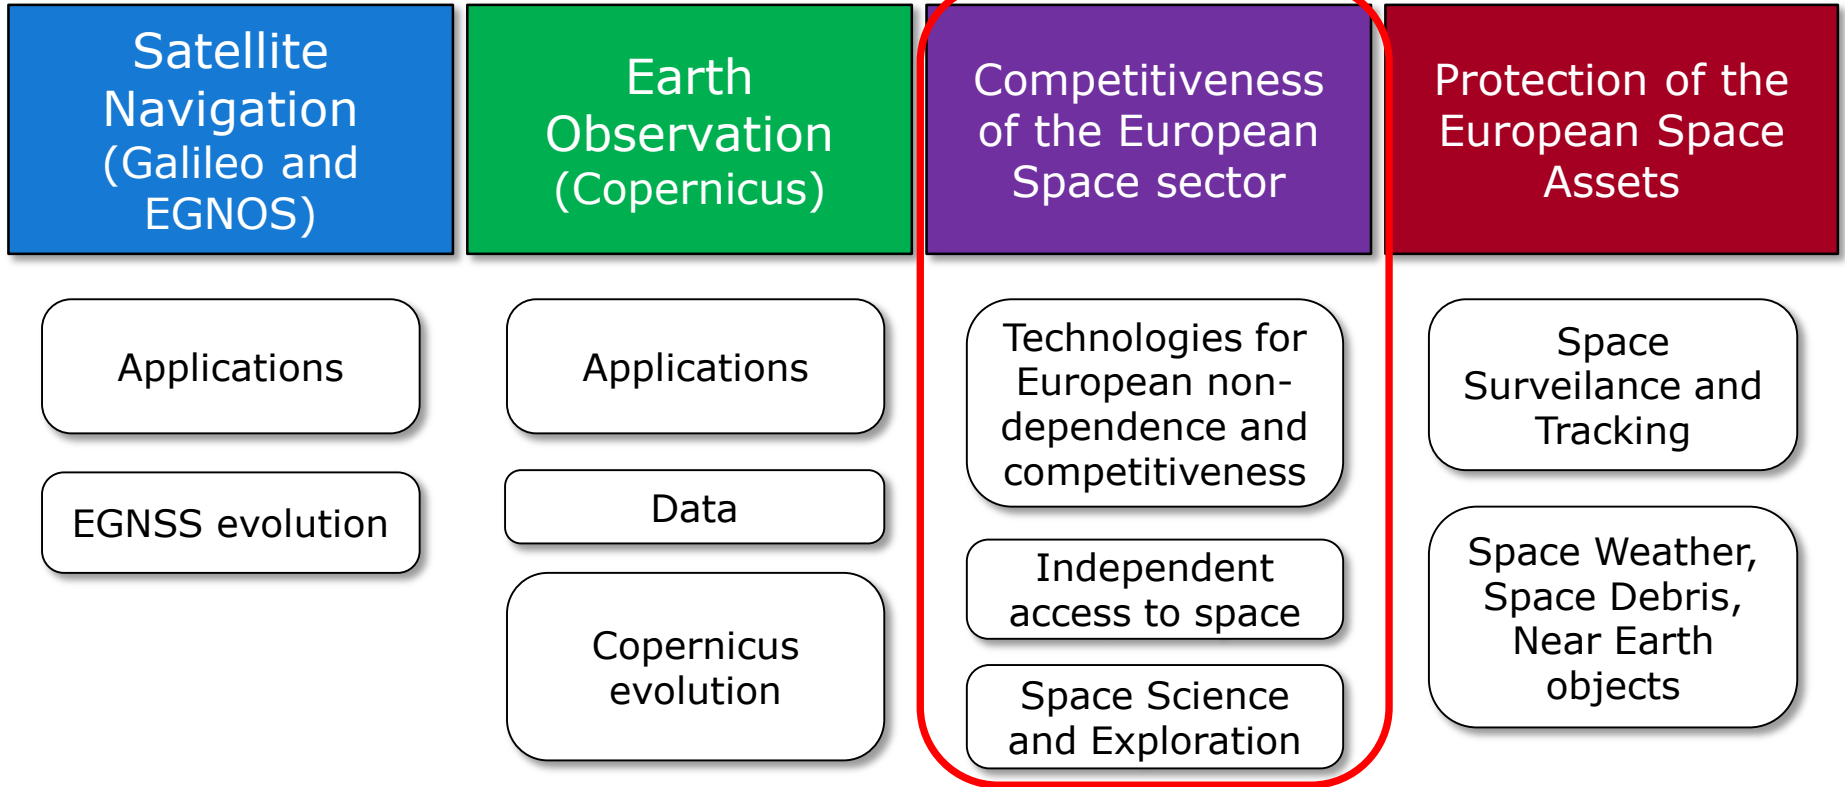 Satellite
Navigation
(Galileo and
EGNOS)
Applications
EGNSS evolution
Earth
Observation
(Copernicus)
Applications
Data
Copernicus
evolution
Competitiveness
of the European
Space sector
Technologies for
European non-
dependence and
competitiveness
Independent
access to space
Space Science
and Exploration
Protection of the
European Space
Assets
Space
Surveilance and
Tracking
Space Weather,
Space Debris,
Near Earth
objects